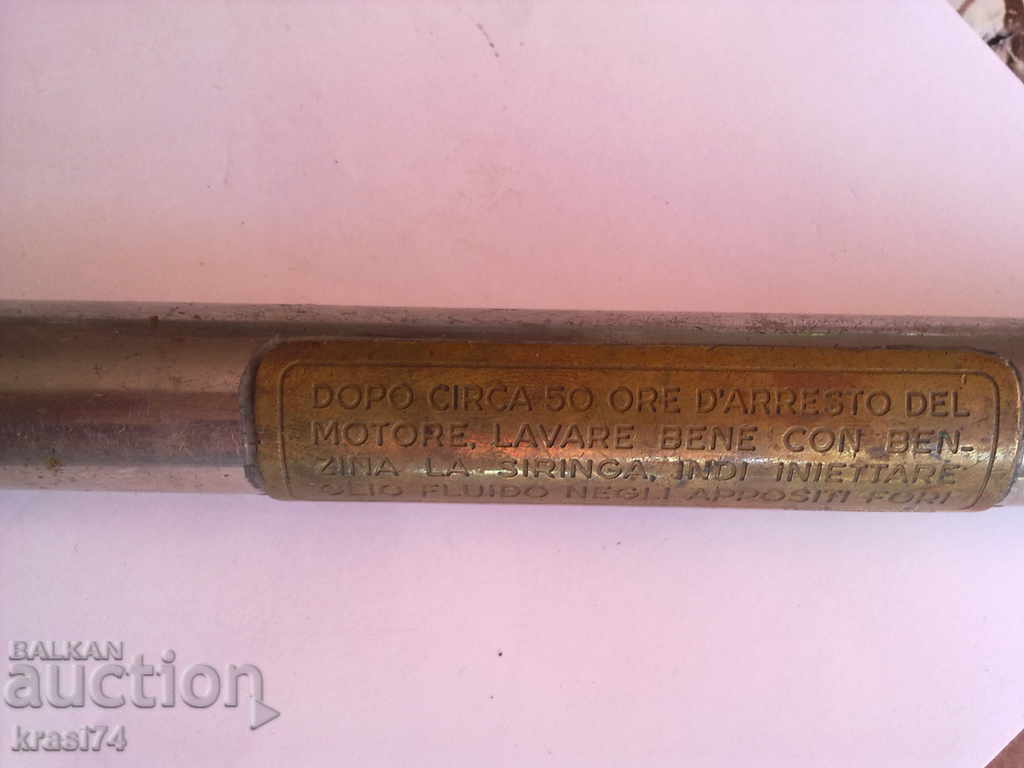 DOPO CIRCA 50 ORE D'ARRESTO DEL
MOTORE, LAVARE BENE CON BEN-
ZINA LA SIRINGA, INDI INIETTARE
OLIO FLUIDO NEGLI APPOSITI FORI
BALKAN
auction
krasi74